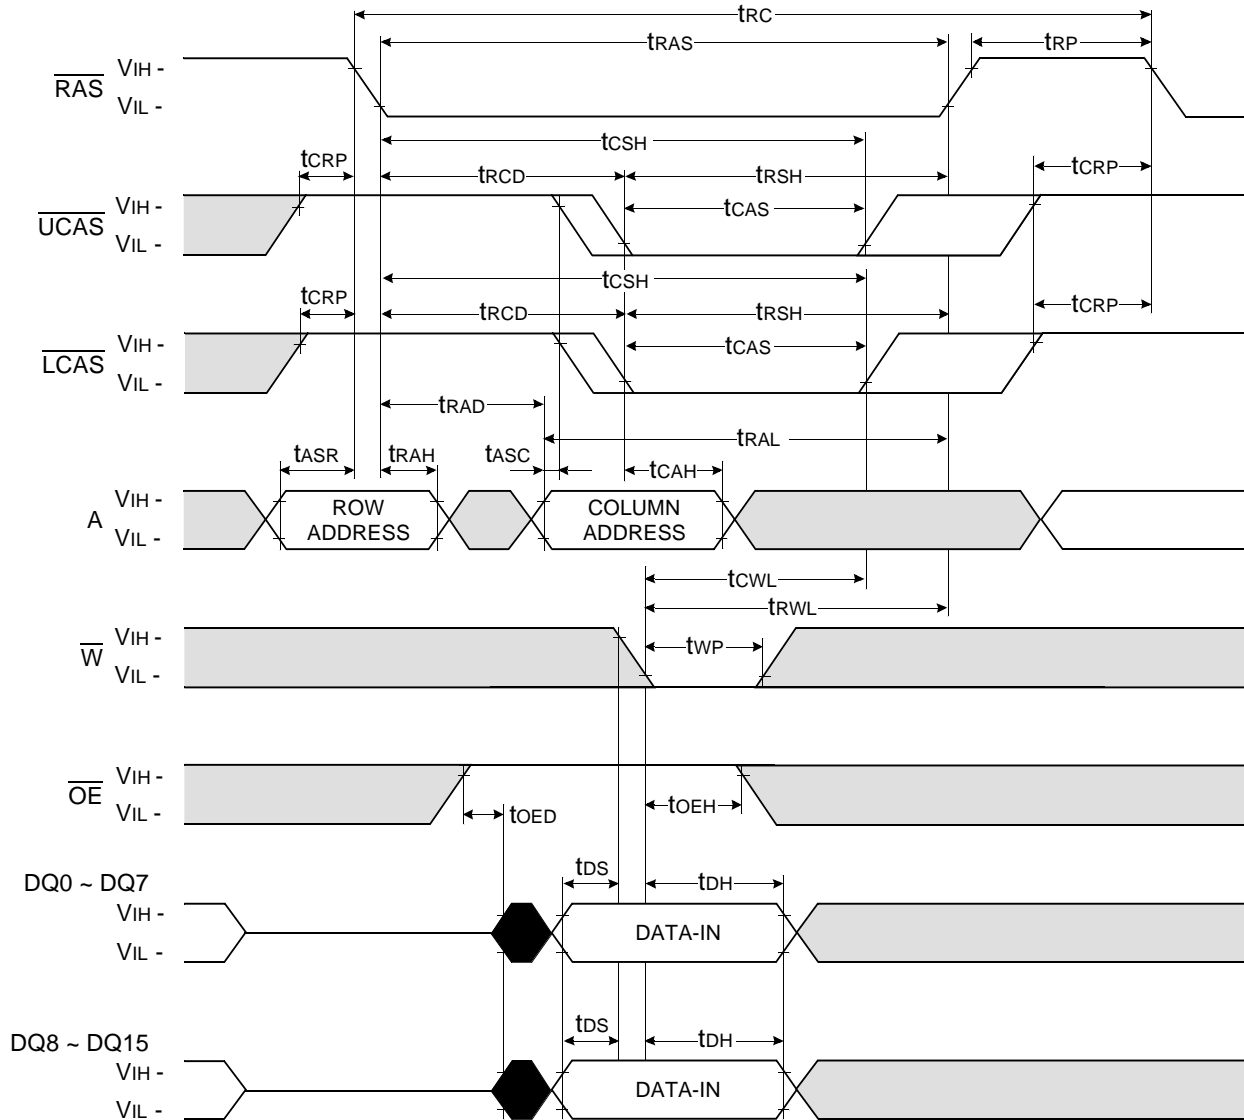 tRC
tRAS
tRP
RAS
VIH -
VIL -
tCSH
tCRP
tRCD
tRSH
tCRP
UCAS
VIH -
VIL -
tCAS
tCSH
tCRP
tRCD
tRSH
tCRP
LCAS
VIH -
VIL -
tCAS
tRAD
tRAL
tASR
tRAH
tASC
tCAH
A
VIH -
VIL -
ROW
ADDRESS
COLUMN
ADDRESS
tCWL
tRWL
W
VIH -
VIL -
tWP
OE
VIH -
VIL -
tOED
tOEH
DQ0 ~ DQ7
tDS
tDH
VIH -
VIL -
DATA-IN
DQ8 ~ DQ15
tDS
tDH
VIH -
VIL -
DATA-IN